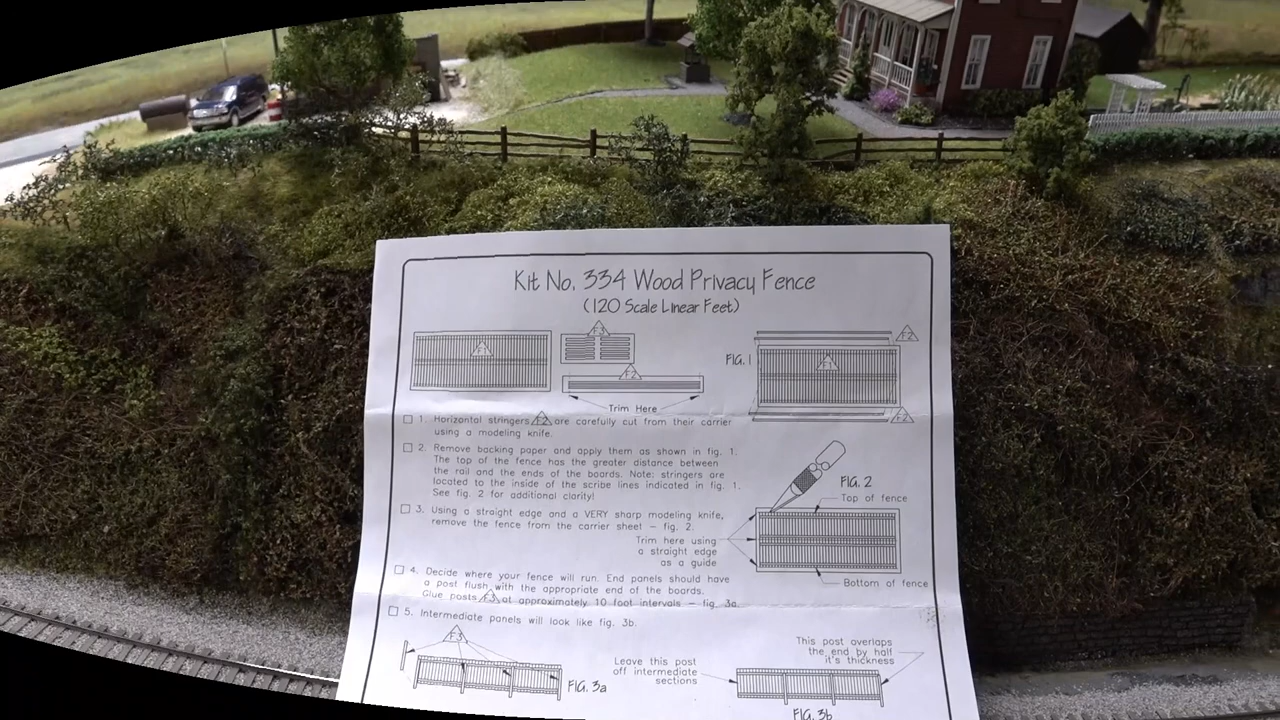 Kit No. 334 Wood Privacy Fence
(120 Scale Linear Feet)
F1
F3
F2
Trim Here
FIG. 1
F2
F1
F2
1. Horizontal stringers F2 are carefully cut from their carrier
using a modeling knife.
2. Remove backing paper and apply them as shown in fig. 1.
The top of the fence has the greater distance between
the rail and the ends of the boards. Note: stringers are
located to the inside of the scribe lines indicated in fig. 1.
See fig. 2 for additional clarity!
3. Using a straight edge and a VERY sharp modeling knife,
remove the fence from the carrier sheet – fig. 2.
FIG. 2
Top of fence
Trim here using
a straight edge
as a guide
Bottom of fence
4. Decide where your fence will run. End panels should have
a post flush with the appropriate end of the boards.
Glue posts F3 at approximately 10 foot intervals – fig. 3a.
5. Intermediate panels will look like fig. 3b.
F3
FIG. 3a
Leave this post
off intermediate
sections
This post overlaps
the end by half
it's thickness
FIG. 3b